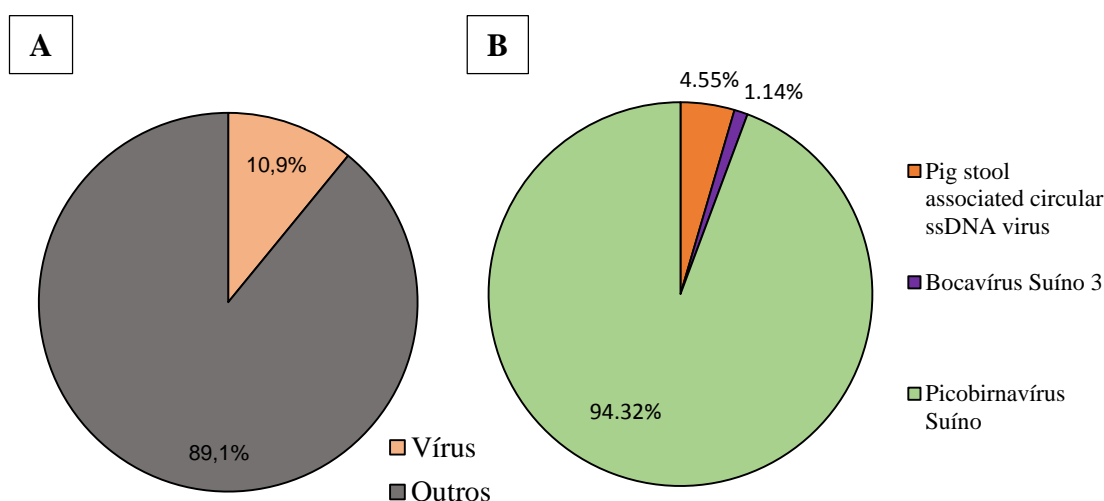 A
10,9%
89,1%
Vírus
Outros
B
4.55%
1.14%
94.32%
Pig stool
associated circular
ssDNA virus
Bocavírus Suíno 3
Picobirnavírus
Suíno